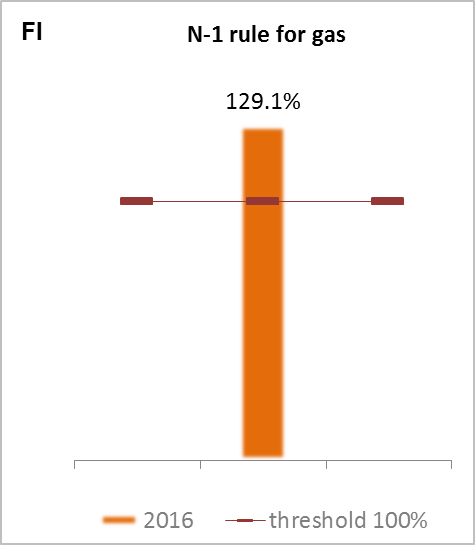 FI
N-1 rule for gas
129.1%
2016
threshold 100%